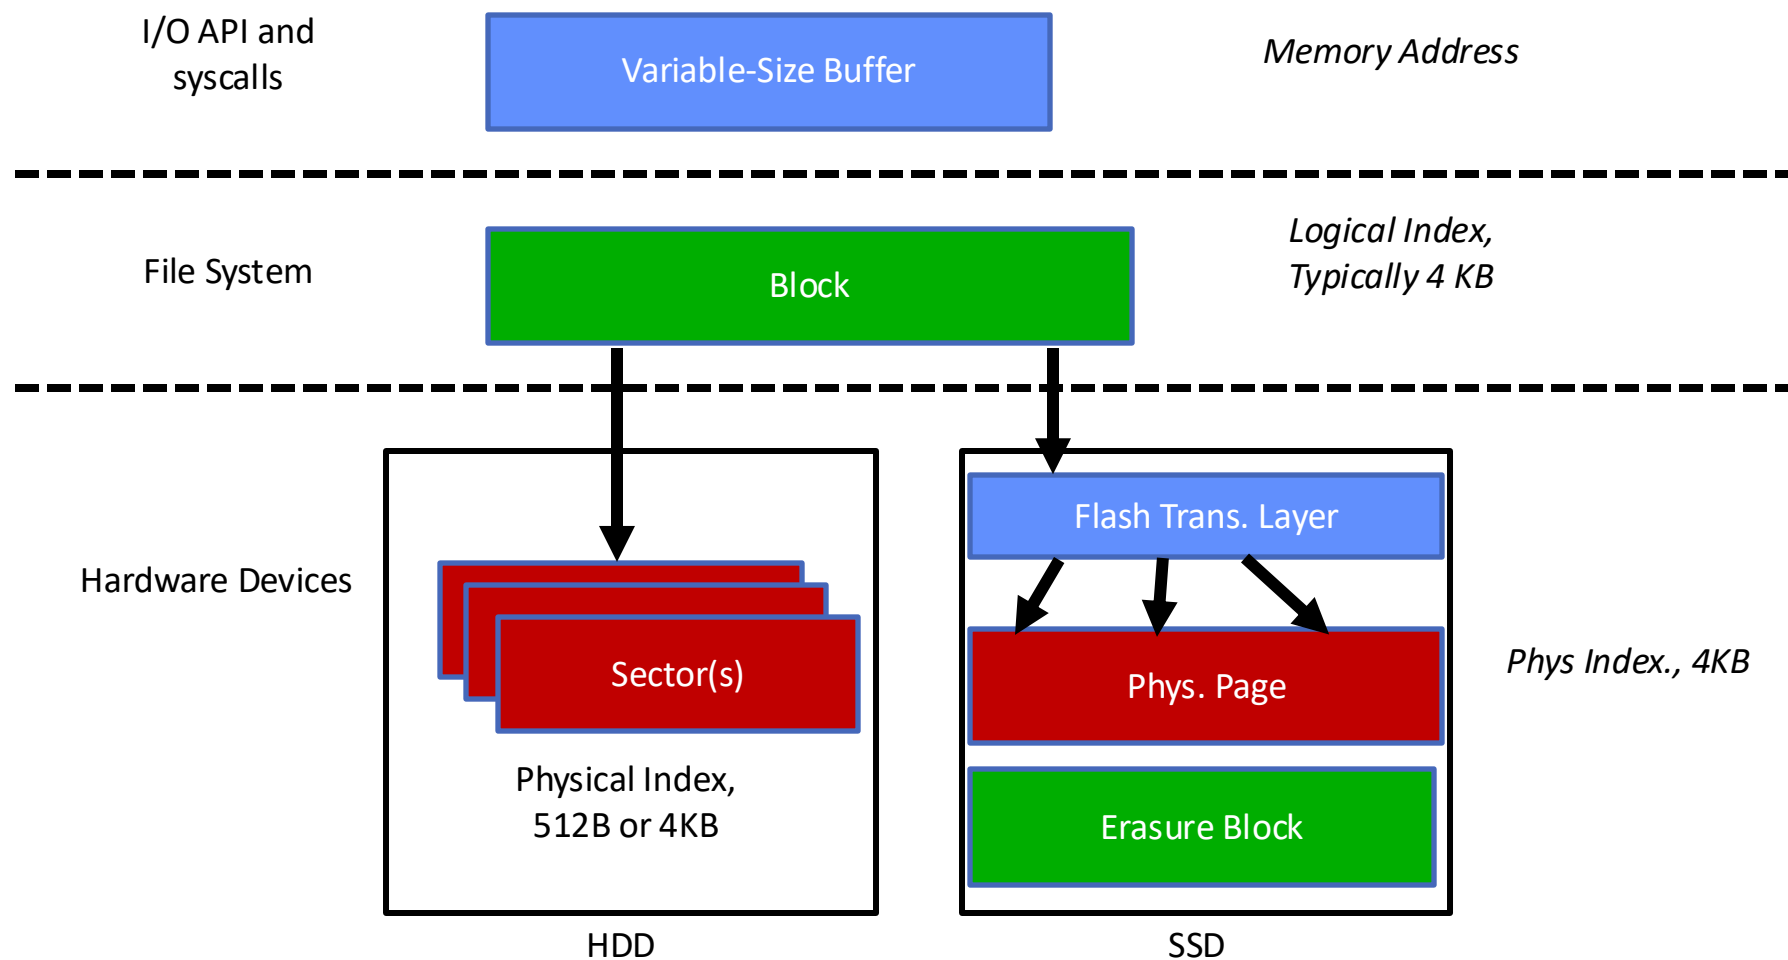 I/O API and
syscalls
Variable-Size Buffer
Memory Address
File System
Block
Logical Index,
Typically 4 KB
Hardware Devices
Sector(s)
Physical Index,
512B or 4KB
HDD
Flash Trans. Layer
Phys. Page
Erasure Block
SSD
Phys Index., 4KB